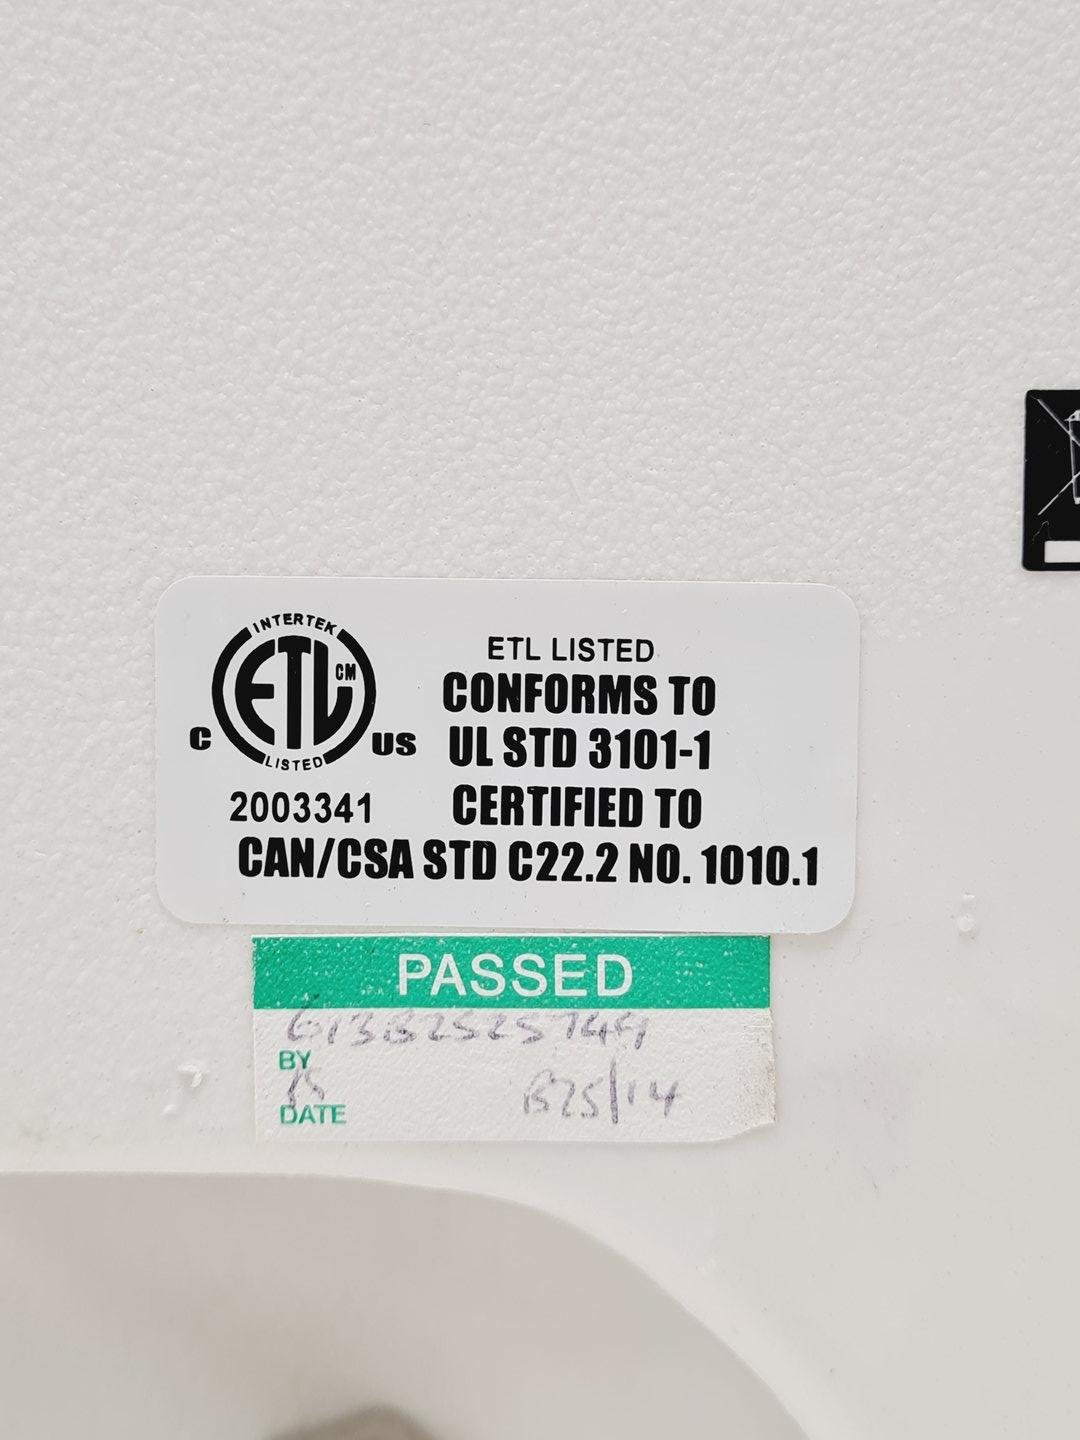 INTERTEK
ETL CM
C US
LISTED
2003341
ETL LISTED
CONFORMS TO
UL STD 3101-1
CERTIFIED TO
CAN/CSA STD C22.2 NO. 1010.1
PASSED
BY
DATE